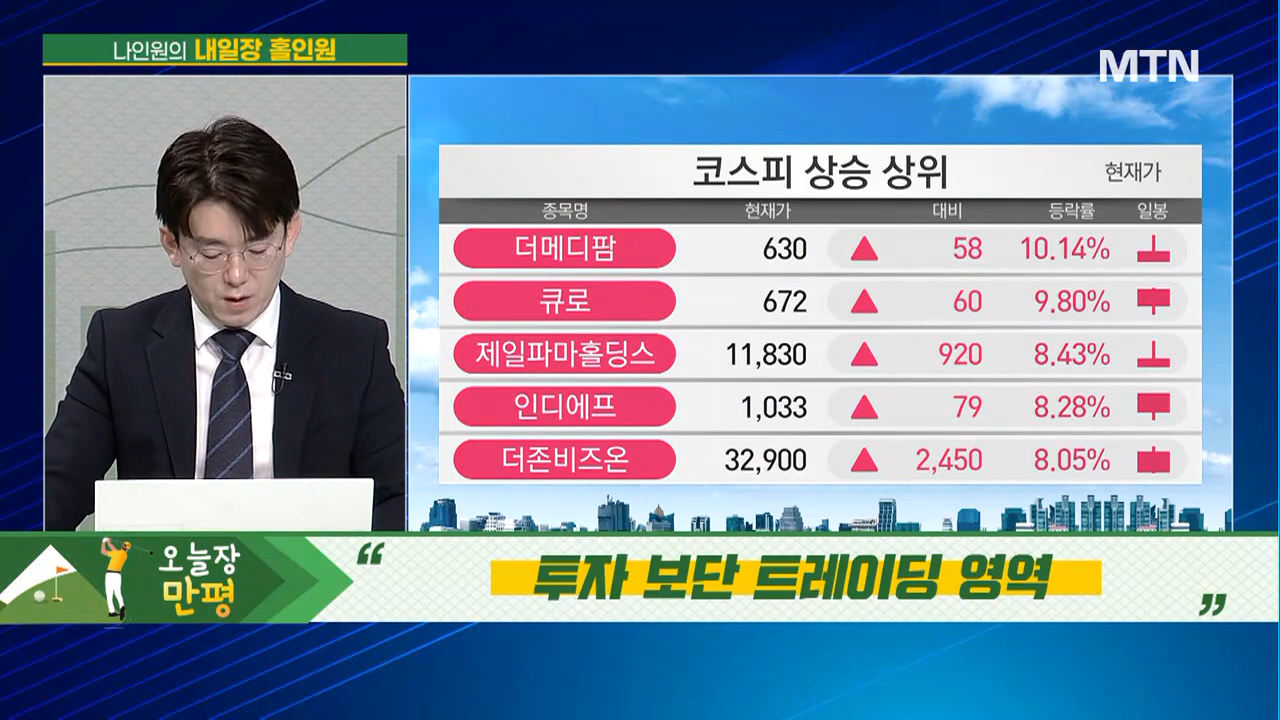 나인원의 내일장 홀인원
MTN
코스피 상승 상위 현재가
종목명 현재가 대비 등락률 일봉
더메디팜 630 ▲ 58 10.14%
큐로 672 ▲ 60 9.80%
제일파마홀딩스 11,830 ▲ 920 8.43%
인디에프 1,033 ▲ 79 8.28%
더존비즈온 32,900 ▲ 2,450 8.05%
오늘장
만평
“ 투자 보단 트레이딩 영역 ”